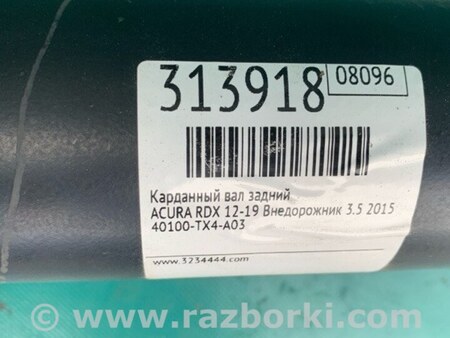 313918 08096
Карданный вал задний
ACURA RDX 12-19 Внедорожник 3.5 2015
40100-TX4-A03
www.3234444.com
www.razborki.com